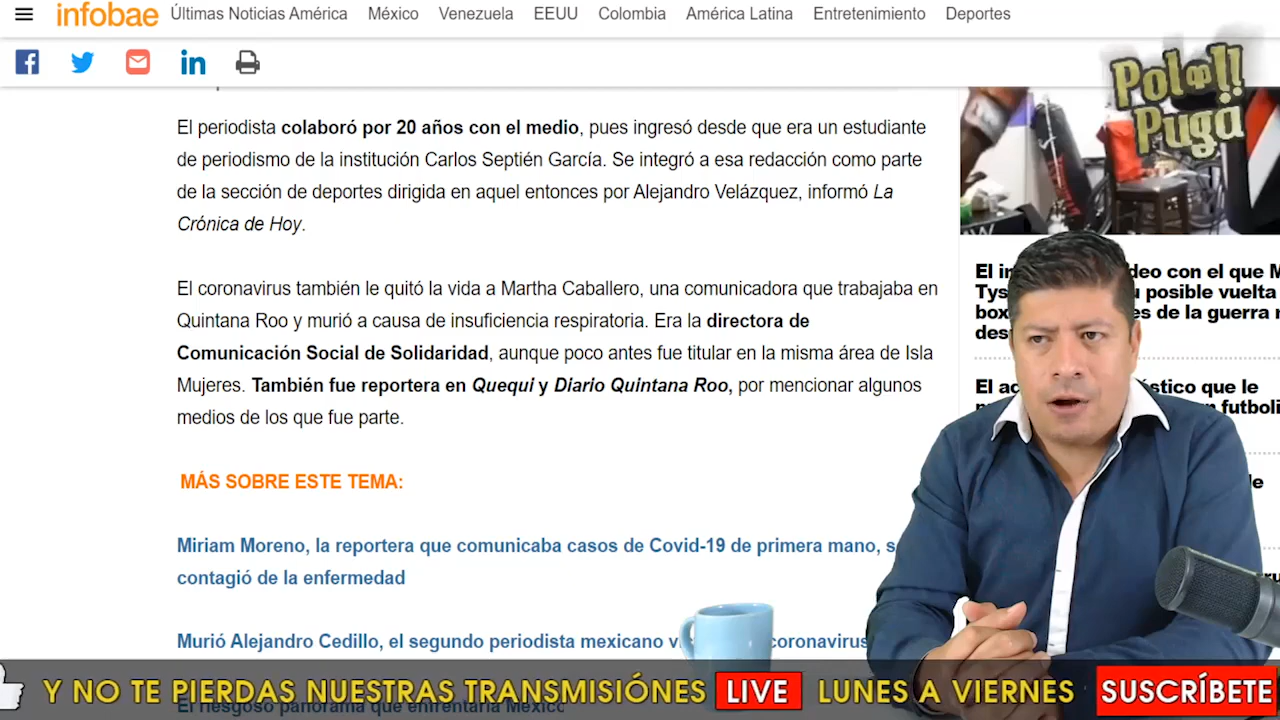 infobae Últimas Noticias América México Venezuela EEUU Colombia América Latina Entretenimiento Deportes
Polo!!
Puga
El periodista colaboró por 20 años con el medio, pues ingresó desde que era un estudiante
de periodismo de la institución Carlos Septién García. Se integró a esa redacción como parte
de la sección de deportes dirigida en aquel entonces por Alejandro Velázquez, informó La
Crónica de Hoy.
El coronavirus también le quitó la vida a Martha Caballero, una comunicadora que trabajaba en
Quintana Roo y murió a causa de insuficiencia respiratoria. Era la directora de
Comunicación Social de Solidaridad, aunque poco antes fue titular en la misma área de Isla
Mujeres. También fue reportera en Quequi y Diario Quintana Roo, por mencionar algunos
medios de los que fue parte.
MÁS SOBRE ESTE TEMA:
Miriam Moreno, la reportera que comunicaba casos de Covid-19 de primera mano, s
contagió de la enfermedad
Murió Alejandro Cedillo, el segundo periodista mexicano v coronavirus
El riesgoso panorama que enfrentaría México
El in deo con el que M
Tys u posible vuelta
box es de la guerra
des
El ac stico que le
futboli
Y NO TE PIERDAS NUESTRAS TRANSMISIÓNES LIVE LUNES A VIERNES SUSCRÍBETE